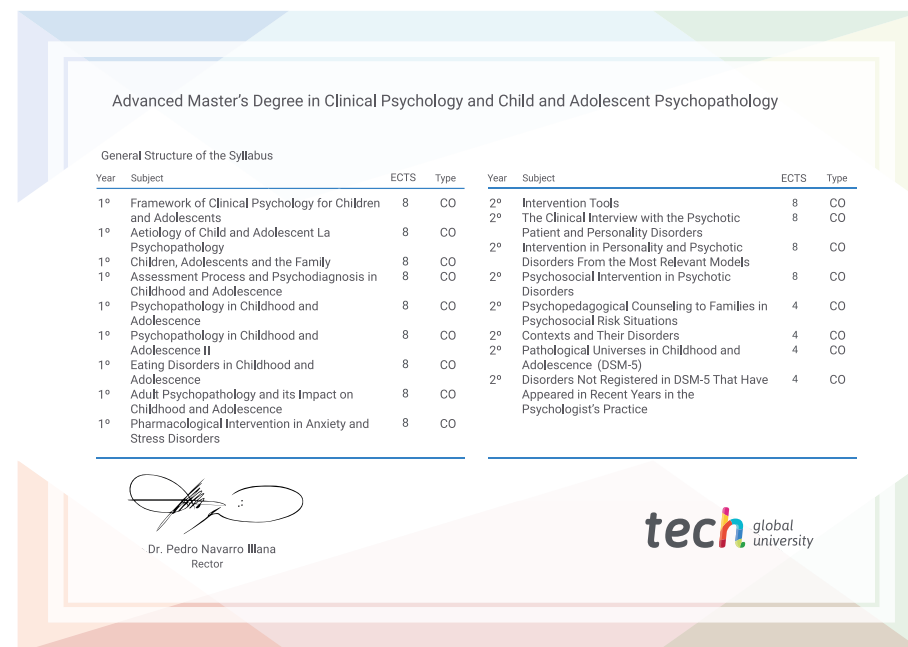 Advanced Master's Degree in Clinical Psychology and Child and Adolescent Psychopathology
General Structure of the Syllabus
Year Subject ECTS Type
1º Framework of Clinical Psychology for Children 8 CO
and Adolescents
1º Aetiology of Child and Adolescent La 8 CO
Psychopathology
1º Children, Adolescents and the Family 8 CO
1º Assessment Process and Psychodiagnosis in 8 CO
Childhood and Adolescence
1º Psychopathology in Childhood and 8 CO
Adolescence
1º Psychopathology in Childhood and 8 CO
Adolescence II
1º Eating Disorders in Childhood and 8 CO
Adolescence
1º Adult Psychopathology and its Impact on 8 CO
Childhood and Adolescence
1º Pharmacological Intervention in Anxiety and 8 CO
Stress Disorders
Year Subject ECTS Type
2º Intervention Tools 8 CO
2º The Clinical Interview with the Psychotic 8 CO
Patient and Personality Disorders
2º Intervention in Personality and Psychotic 8 CO
Disorders From the Most Relevant Models
2º Psychosocial Intervention in Psychotic 8 CO
Disorders
2º Psychopedagogical Counseling to Families in 4 CO
Psychosocial Risk Situations
2º Contexts and Their Disorders 4 CO
2º Pathological Universes in Childhood and 4 CO
Adolescence (DSM-5)
2º Disorders Not Registered in DSM-5 That Have 4 CO
Appeared in Recent Years in the
Psychologist's Practice
Dr. Pedro Navarro Illana
Rector
tech global
university